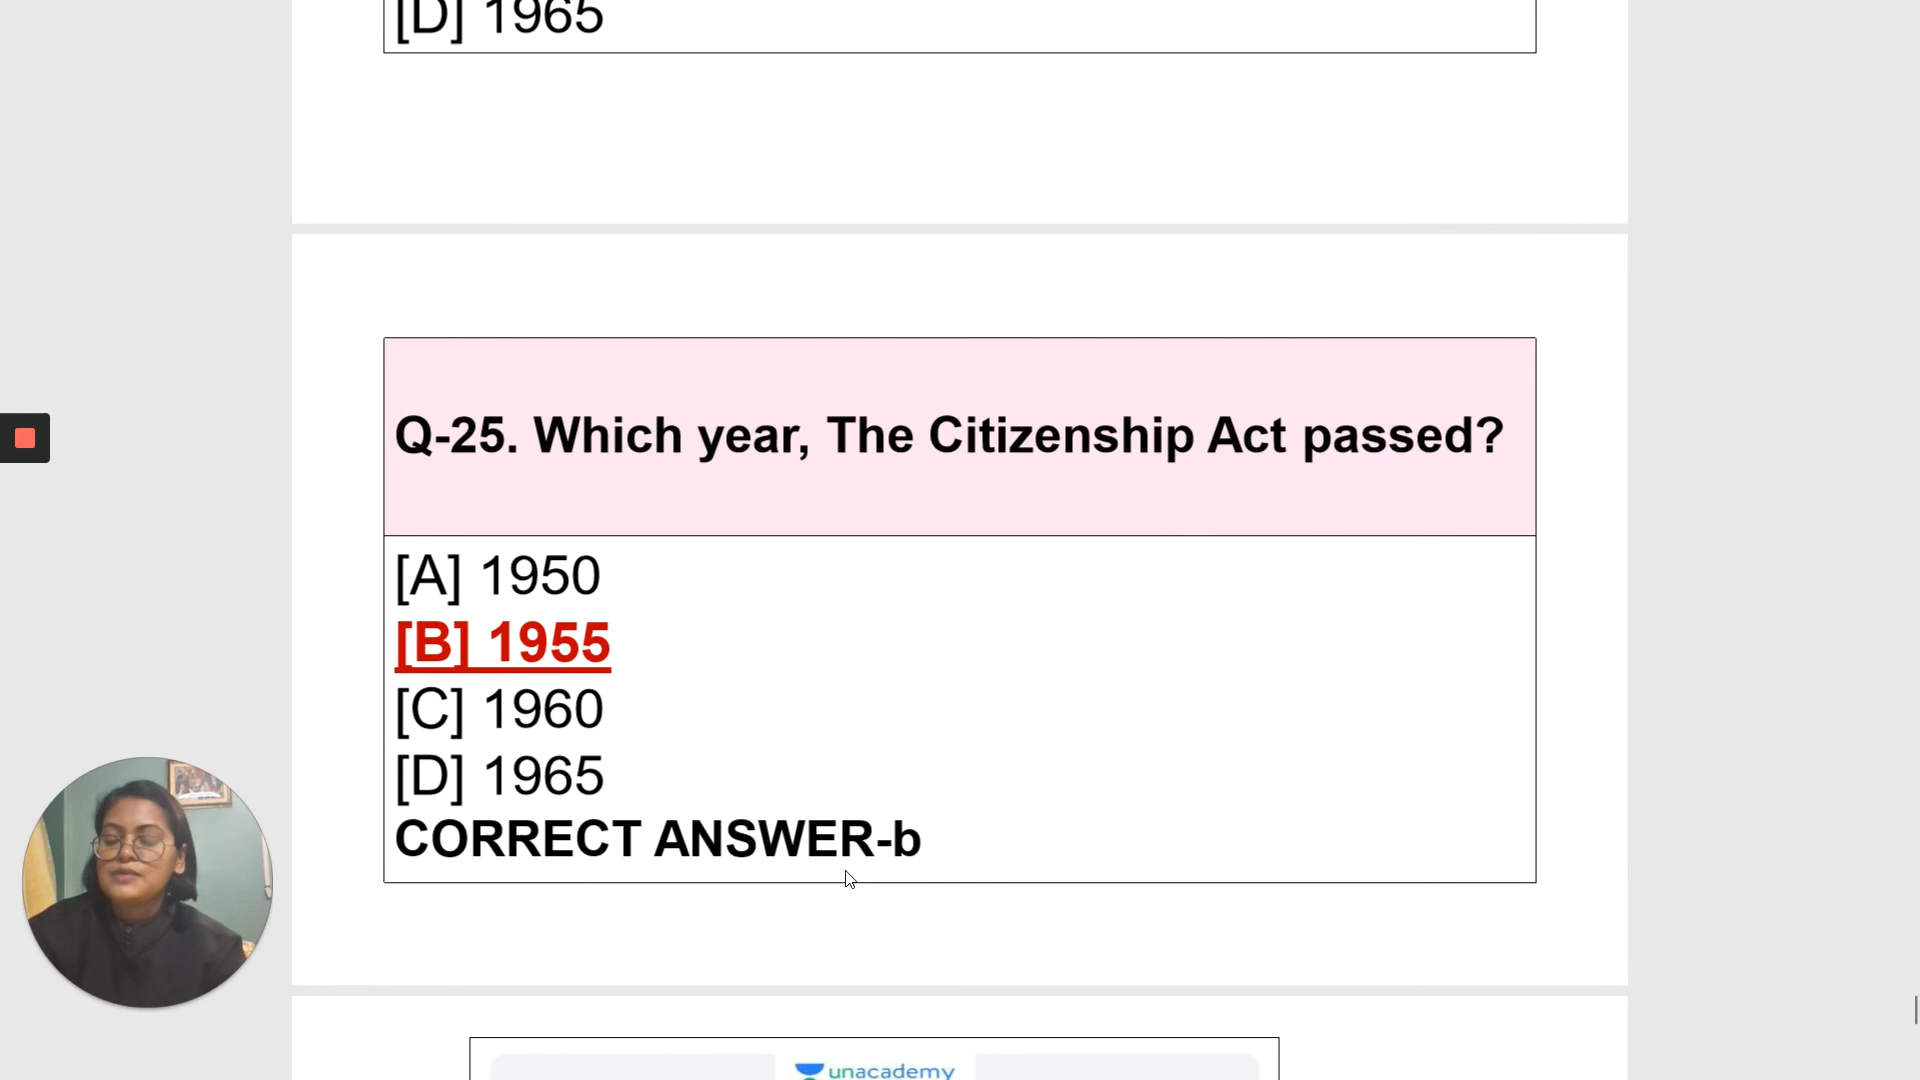 [D] 1965
Q-25. Which year, The Citizenship Act passed?
[A] 1950
[B] 1955
[C] 1960
[D] 1965
CORRECT ANSWER-b
unacademy